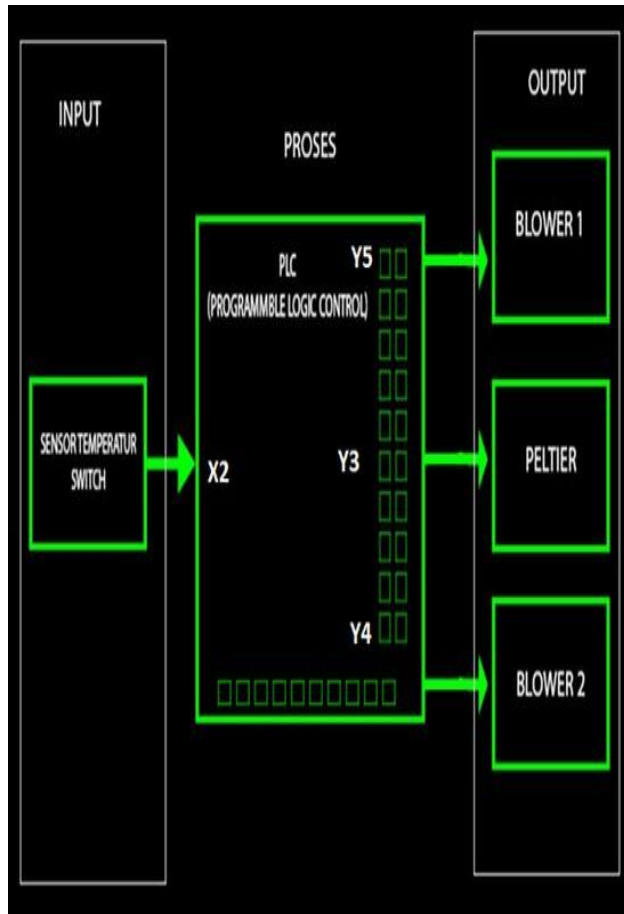 INPUT
SENSOR TEMPERATUR
SWITCH
PROSES
PLC
(PROGRAMMBLE LOGIC CONTROL)
X2
Y5
Y3
Y4
OUTPUT
BLOWER 1
PELTIER
BLOWER 2